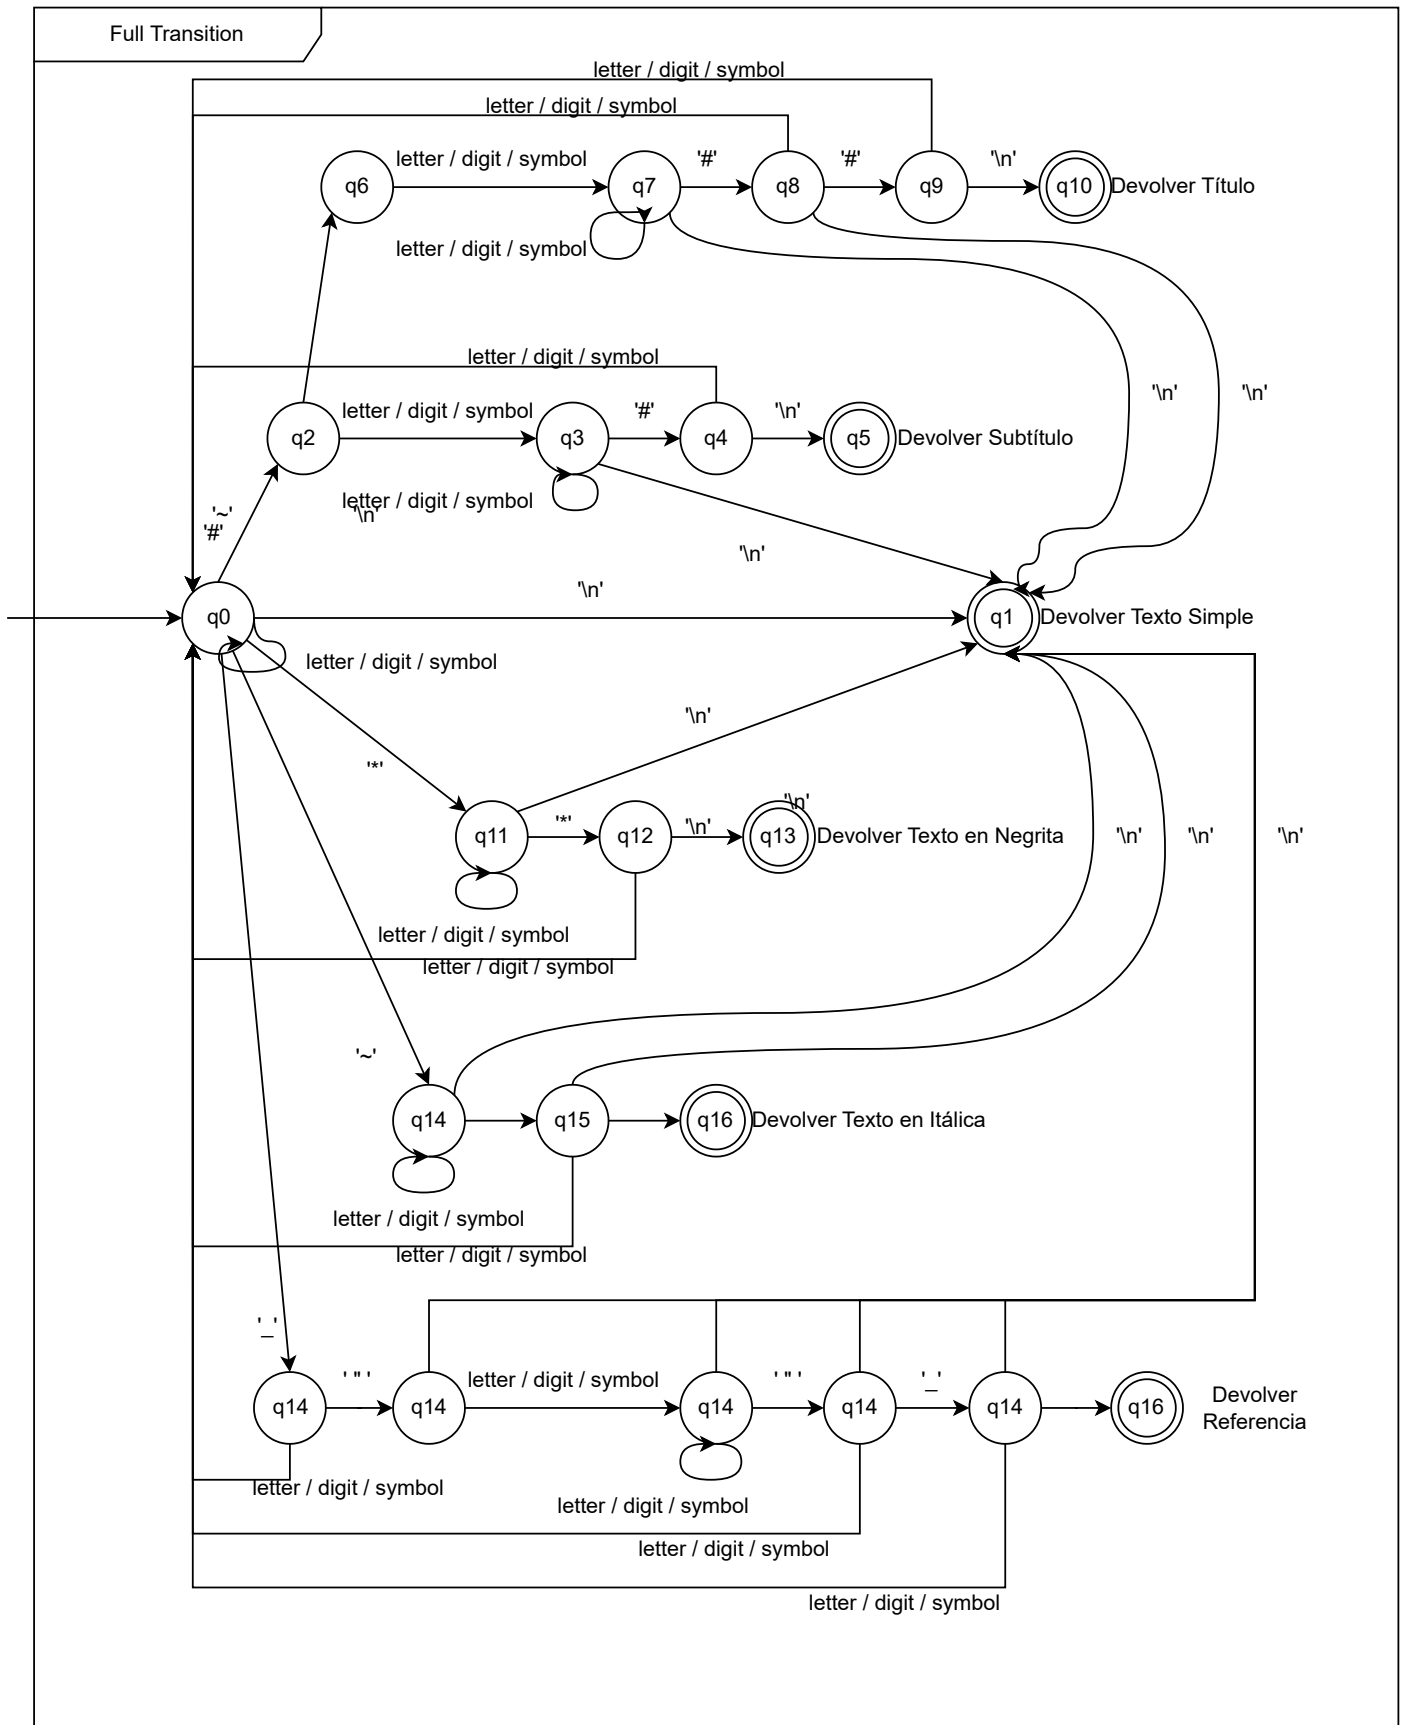 Full Transition
letter / digit / symbol
letter / digit / symbol
q6
letter / digit / symbol
q7
'#'
q8
'#'
q9
'\n'
q10
Devolver Título
letter / digit / symbol
letter / digit / symbol
'\n'
'\n'
q2
letter / digit / symbol
q3
'#'
q4
'\n'
q5
Devolver Subtítulo
letter / digit / symbol
'~'
'\n'
'#'
'\n'
'\n'
q0
q1
Devolver Texto Simple
letter / digit / symbol
'\n'
'*'
'\n'
q11
'*'
q12
'\n'
q13
Devolver Texto en Negrita
'\n'
'\n'
'\n'
letter / digit / symbol
letter / digit / symbol
'~'
q14
q15
q16
Devolver Texto en Itálica
letter / digit / symbol
letter / digit / symbol
'_'
q14
' " '
q14
letter / digit / symbol
q14
' " '
q14
'_'
q14
q16
Devolver
Referencia
letter / digit / symbol
letter / digit / symbol
letter / digit / symbol
letter / digit / symbol